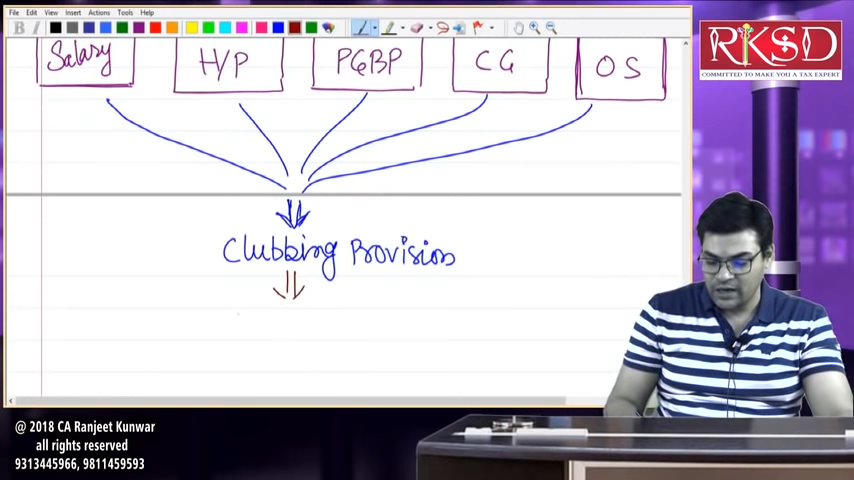 File Edit View Insert Actions Tools Help
B
RKSD
COMMITTED TO MAKE YOU A TAX EXPERT
Salary H/P PGBP CG OS
Clubbing Provision
@ 2018 CA Ranjeet Kunwar
all rights reserved
9313445966, 9811459593